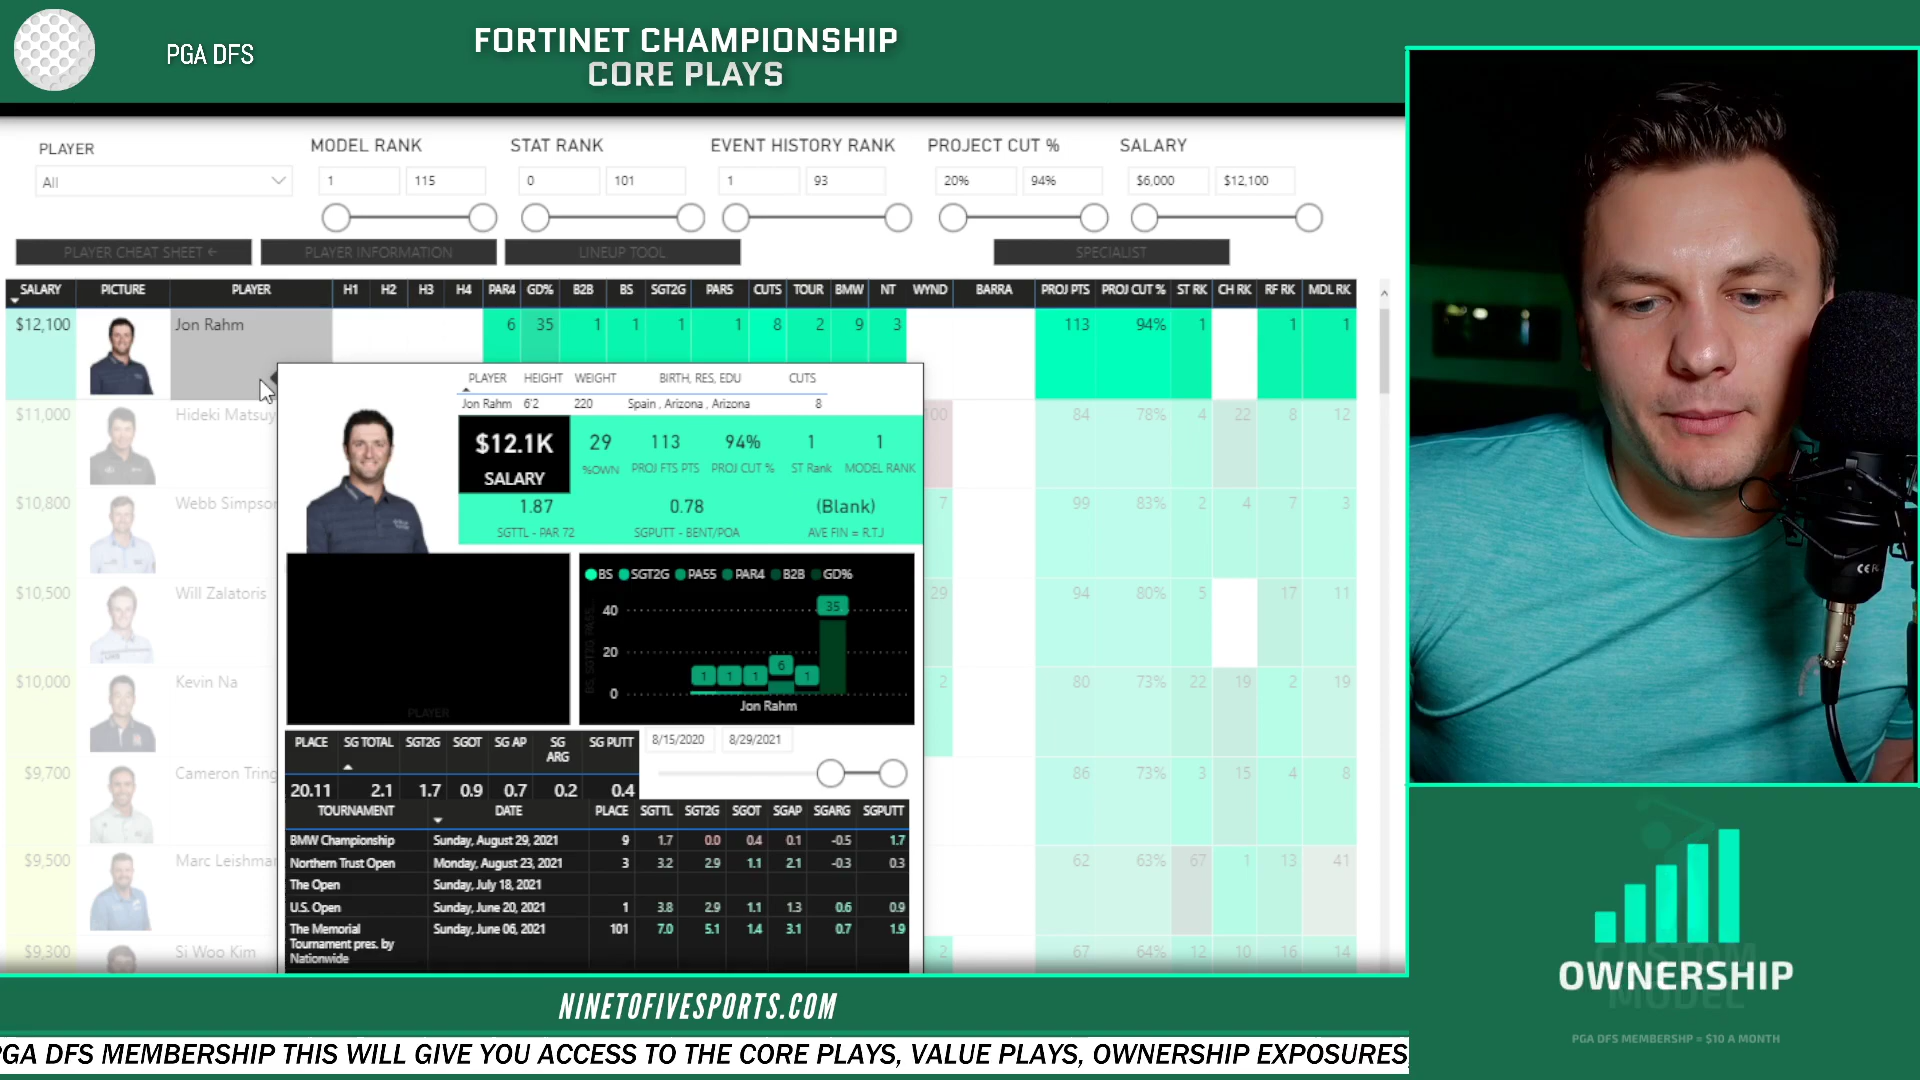 PGA DFS
FORTINET CHAMPIONSHIP
CORE PLAYS
PLAYER
All
MODEL RANK
1 115
STAT RANK
0 101
EVENT HISTORY RANK
1 93
PROJECT CUT %
20% 94%
SALARY
$6,000 $12,100
PLAYER CHEAT SHEET ← PLAYER INFORMATION LINEUP TOOL SPECIALIST
SALARY PICTURE PLAYER H1 H2 H3 H4 PAR4 GD% B2B BS SGT2G PAR5 CUTS TOUR BMW NT WYND BARRA PROJ PTS PROJ CUT % ST RK CH RK RF RK MDL RK
$12,100 Jon Rahm 6 35 1 1 1 1 8 2 9 3 113 94% 1 1 1
$11,000 Hideki Matsuy 100 84 78% 4 22 8 12
$10,800 Webb Simpson 7 99 83% 2 4 7 3
$10,500 Will Zalatoris 29 94 80% 5 17 11
$10,000 Kevin Na 2 80 73% 22 19 2 19
$9,700 Cameron Tring 86 73% 3 15 4 8
$9,500 Marc Leishma 62 63% 67 1 13 41
$9,300 Si Woo Kim 2 67 64% 12 10 16 14
PLAYER HEIGHT WEIGHT BIRTH, RES, EDU CUTS
Jon Rahm 6'2 220 Spain , Arizona , Arizona 8
$12.1K
SALARY
29 113 94% 1 1
%OWN PROJ FTS PTS PROJ CUT % ST Rank MODEL RANK
1.87 0.78 (Blank)
SGTTL - PAR 72 SGPUTT - BENT/POA AVE FIN = R.T.J
PLAYER
BS SGT2G PA55 PAR4 B2B GD%
40
20
0
1 1 1 6 1 35
Jon Rahm
PLACE SG TOTAL SGT2G SGOT SG AP SG ARG SG PUTT
20.11 2.1 1.7 0.9 0.7 0.2 0.4
8/15/2020 8/29/2021
TOURNAMENT DATE PLACE SGTTL SGT2G SGOT SGAP SGARG SGPUTT
BMW Championship Sunday, August 29, 2021 9 1.7 0.0 0.4 0.1 -0.5 1.7
Northern Trust Open Monday, August 23, 2021 3 3.2 2.9 1.1 2.1 -0.3 0.3
The Open Sunday, July 18, 2021
U.S. Open Sunday, June 20, 2021 1 3.8 2.9 1.1 1.3 0.6 0.9
The Memorial Sunday, June 06, 2021 101 7.0 5.1 1.4 3.1 0.7 1.9
Tournament pres. by
Nationwide
CUSTOM
OWNERSHIP
MODEL
PGA DFS MEMBERSHP = $10 A MONTH
NINETOFIVESPORTS.COM
PGA DFS MEMBERSHIP THIS WILL GIVE YOU ACCESS TO THE CORE PLAYS, VALUE PLAYS, OWNERSHIP EXPOSURES,